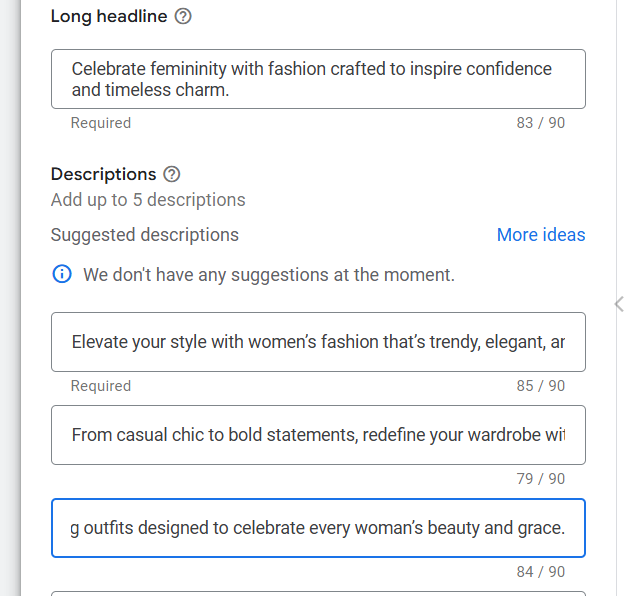 Long headline
Celebrate femininity with fashion crafted to inspire confidence
and timeless charm.
Required 83 / 90
Descriptions
Add up to 5 descriptions
Suggested descriptions More ideas
We don't have any suggestions at the moment.
Elevate your style with women’s fashion that’s trendy, elegant, ar
Required 85 / 90
From casual chic to bold statements, redefine your wardrobe wit
79 / 90
g outfits designed to celebrate every woman’s beauty and grace.
84 / 90